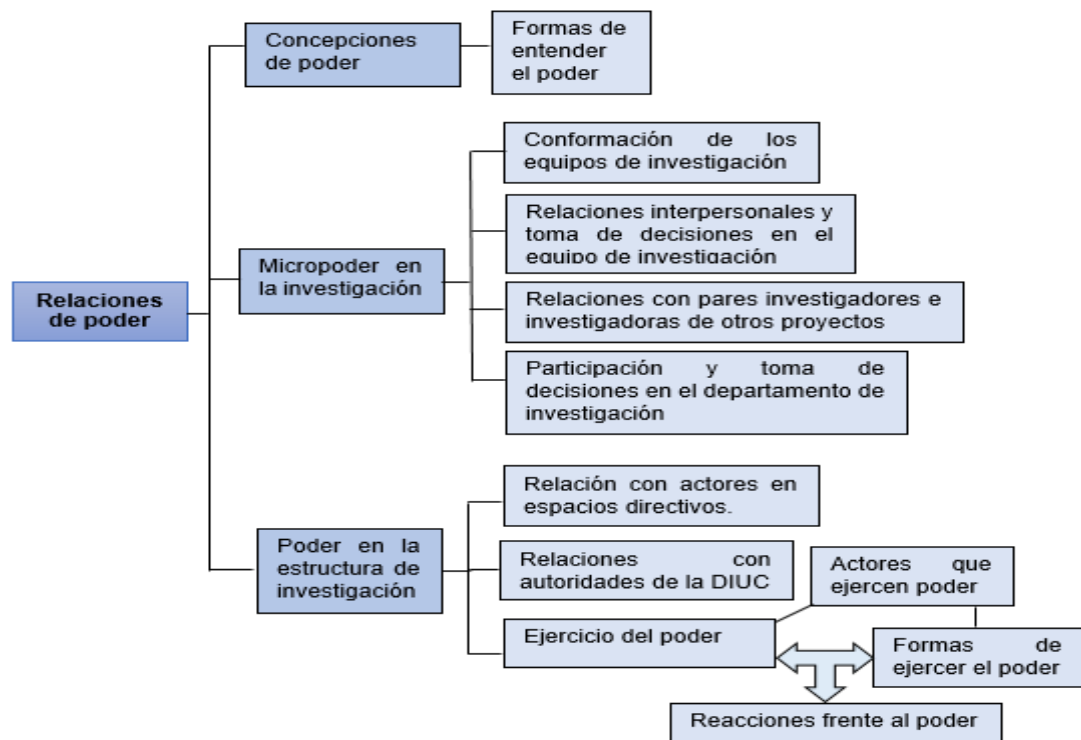 Concepciones
de poder
Formas de
entender
el poder
Conformación de los
equipos de investigación
Relaciones interpersonales y
toma de decisiones en el
equipo de investigación
Micropoder en
la investigación
Relaciones de poder
Relaciones con pares investigadores e
investigadoras de otros proyectos
Participación y toma de
decisiones en el departamento de
investigación
Relación con actores en
espacios directivos.
Poder en la
estructura de
investigación
Relaciones con
autoridades de la DIUC
Actores que
ejercen poder
Ejercicio del poder
Formas de
ejercer el poder
Reacciones frente al poder